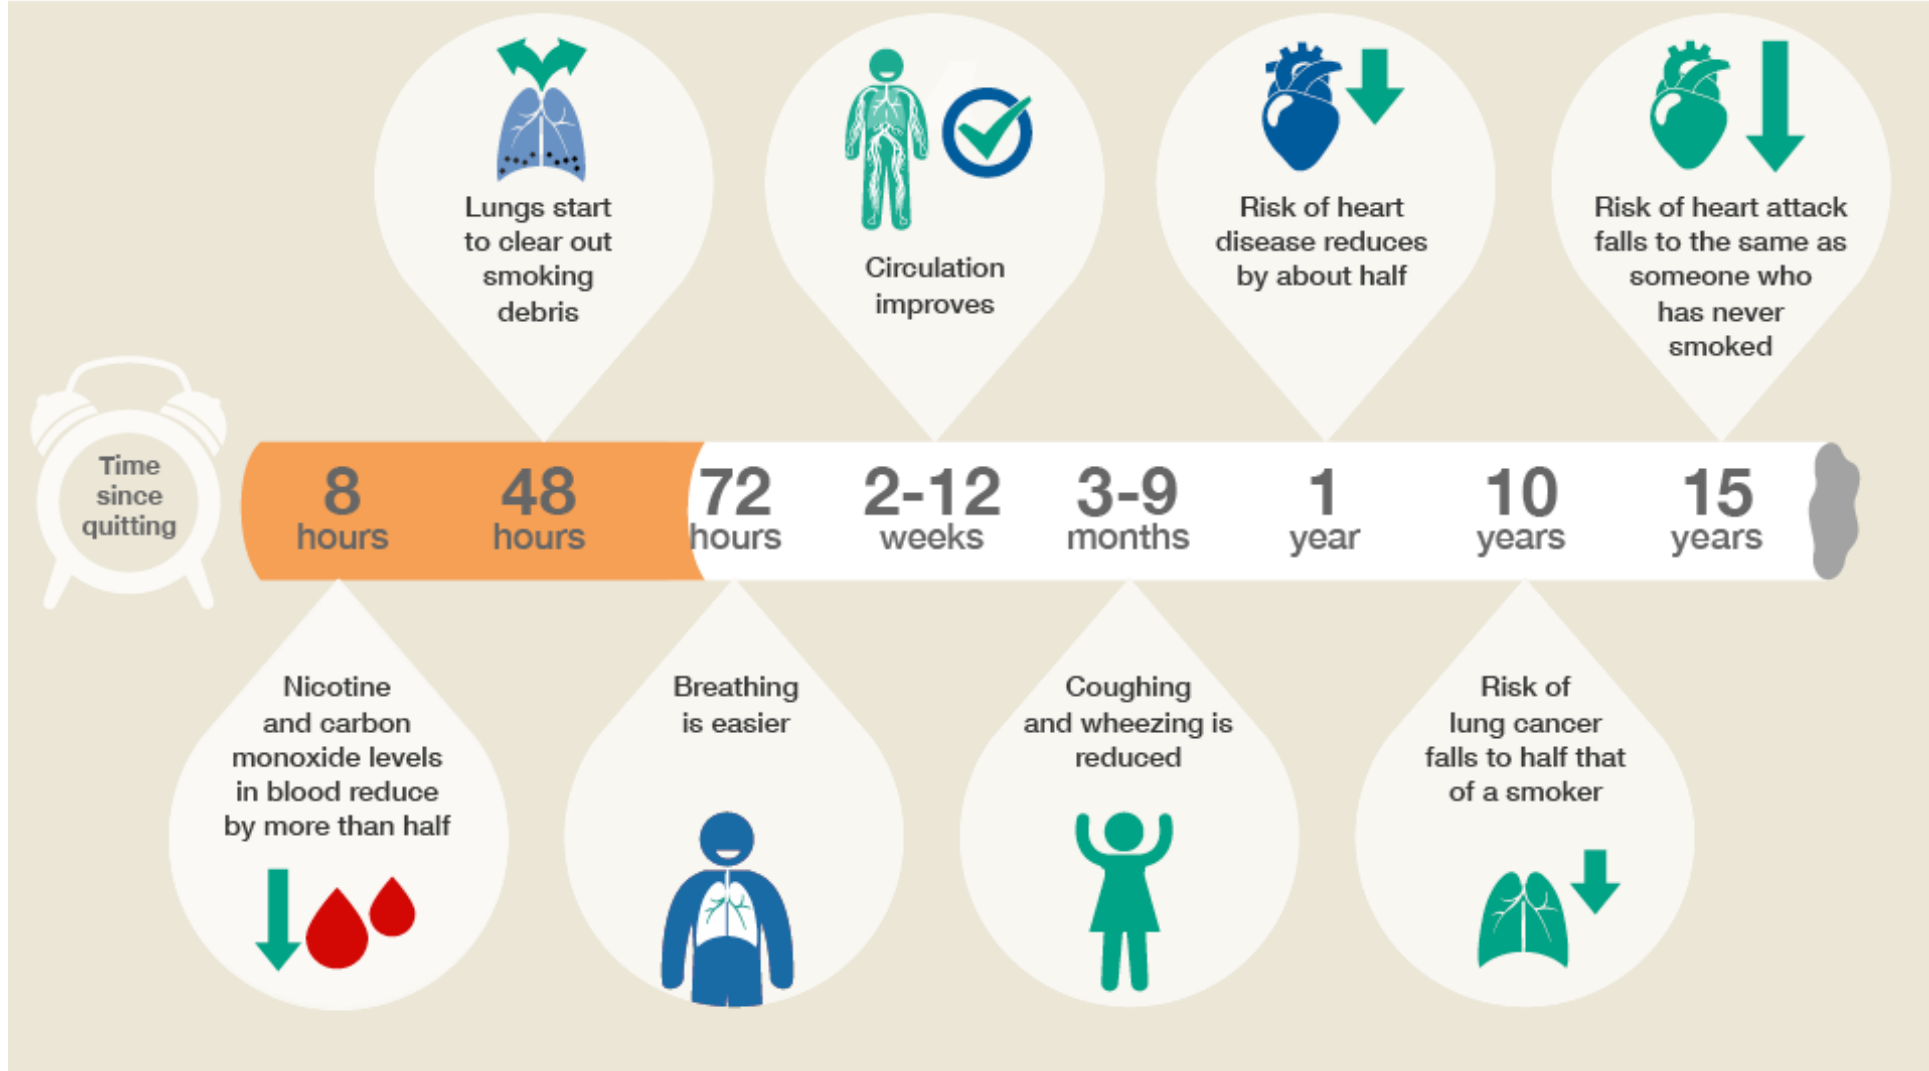 Lungs start
to clear out
smoking
debris
Circulation
improves
Risk of heart
disease reduces
by about half
Risk of heart attack
falls to the same as
someone who
has never
smoked
Time
since
quitting
8
hours
48
hours
72
hours
2-12
weeks
3-9
months
1
year
10
years
15
years
Nicotine
and carbon
monoxide levels
in blood reduce
by more than half
Breathing
is easier
Coughing
and wheezing is
reduced
Risk of
lung cancer
falls to half that
of a smoker